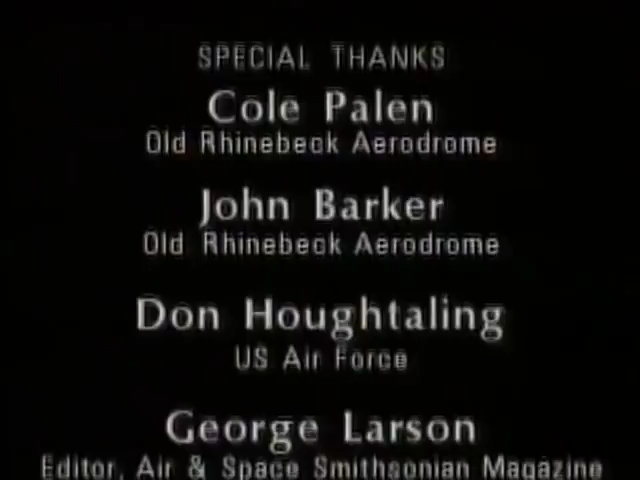 SPECIAL THANKS
Cole Palen
Old Rhinebeck Aerodrome
John Barker
Old Rhinebeck Aerodrome
Don Houghtaling
US Air Force
George Larson
Editor, Air & Space Smithsonian Magazine